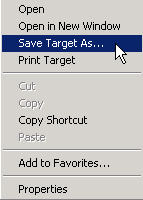 Open
Open in New Window
Save Target As...
Print Target
Cut
Copy
Copy Shortcut
Paste
Add to Favorites...
Properties